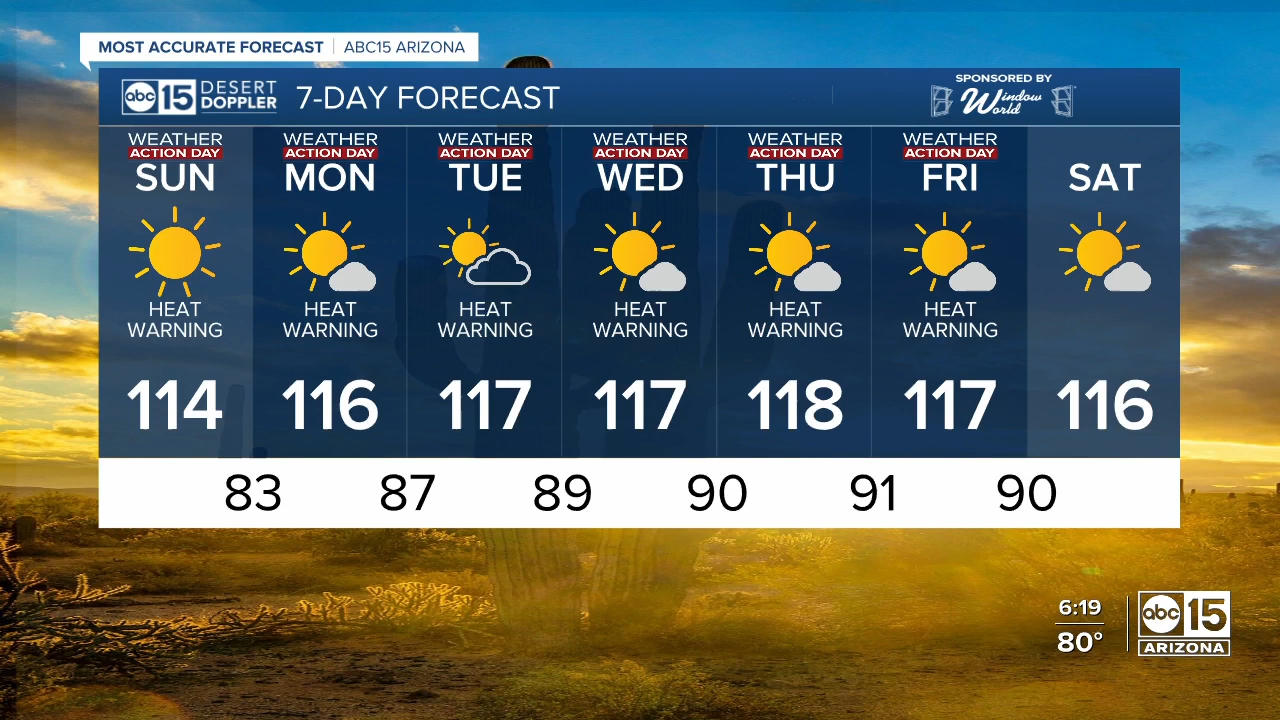 MOST ACCURATE FORECAST | ABC15 ARIZONA
abc 15 DESERT DOPPLER
7-DAY FORECAST
SPONSORED BY
Window World
WEATHER ACTION DAY
SUN
HEAT WARNING
114
WEATHER ACTION DAY
MON
HEAT WARNING
116
WEATHER ACTION DAY
TUE
HEAT WARNING
117
WEATHER ACTION DAY
WED
HEAT WARNING
117
WEATHER ACTION DAY
THU
HEAT WARNING
118
WEATHER ACTION DAY
FRI
HEAT WARNING
117
SAT
116
83 87 89 90 91 90
6:19
80°
abc 15
ARIZONA